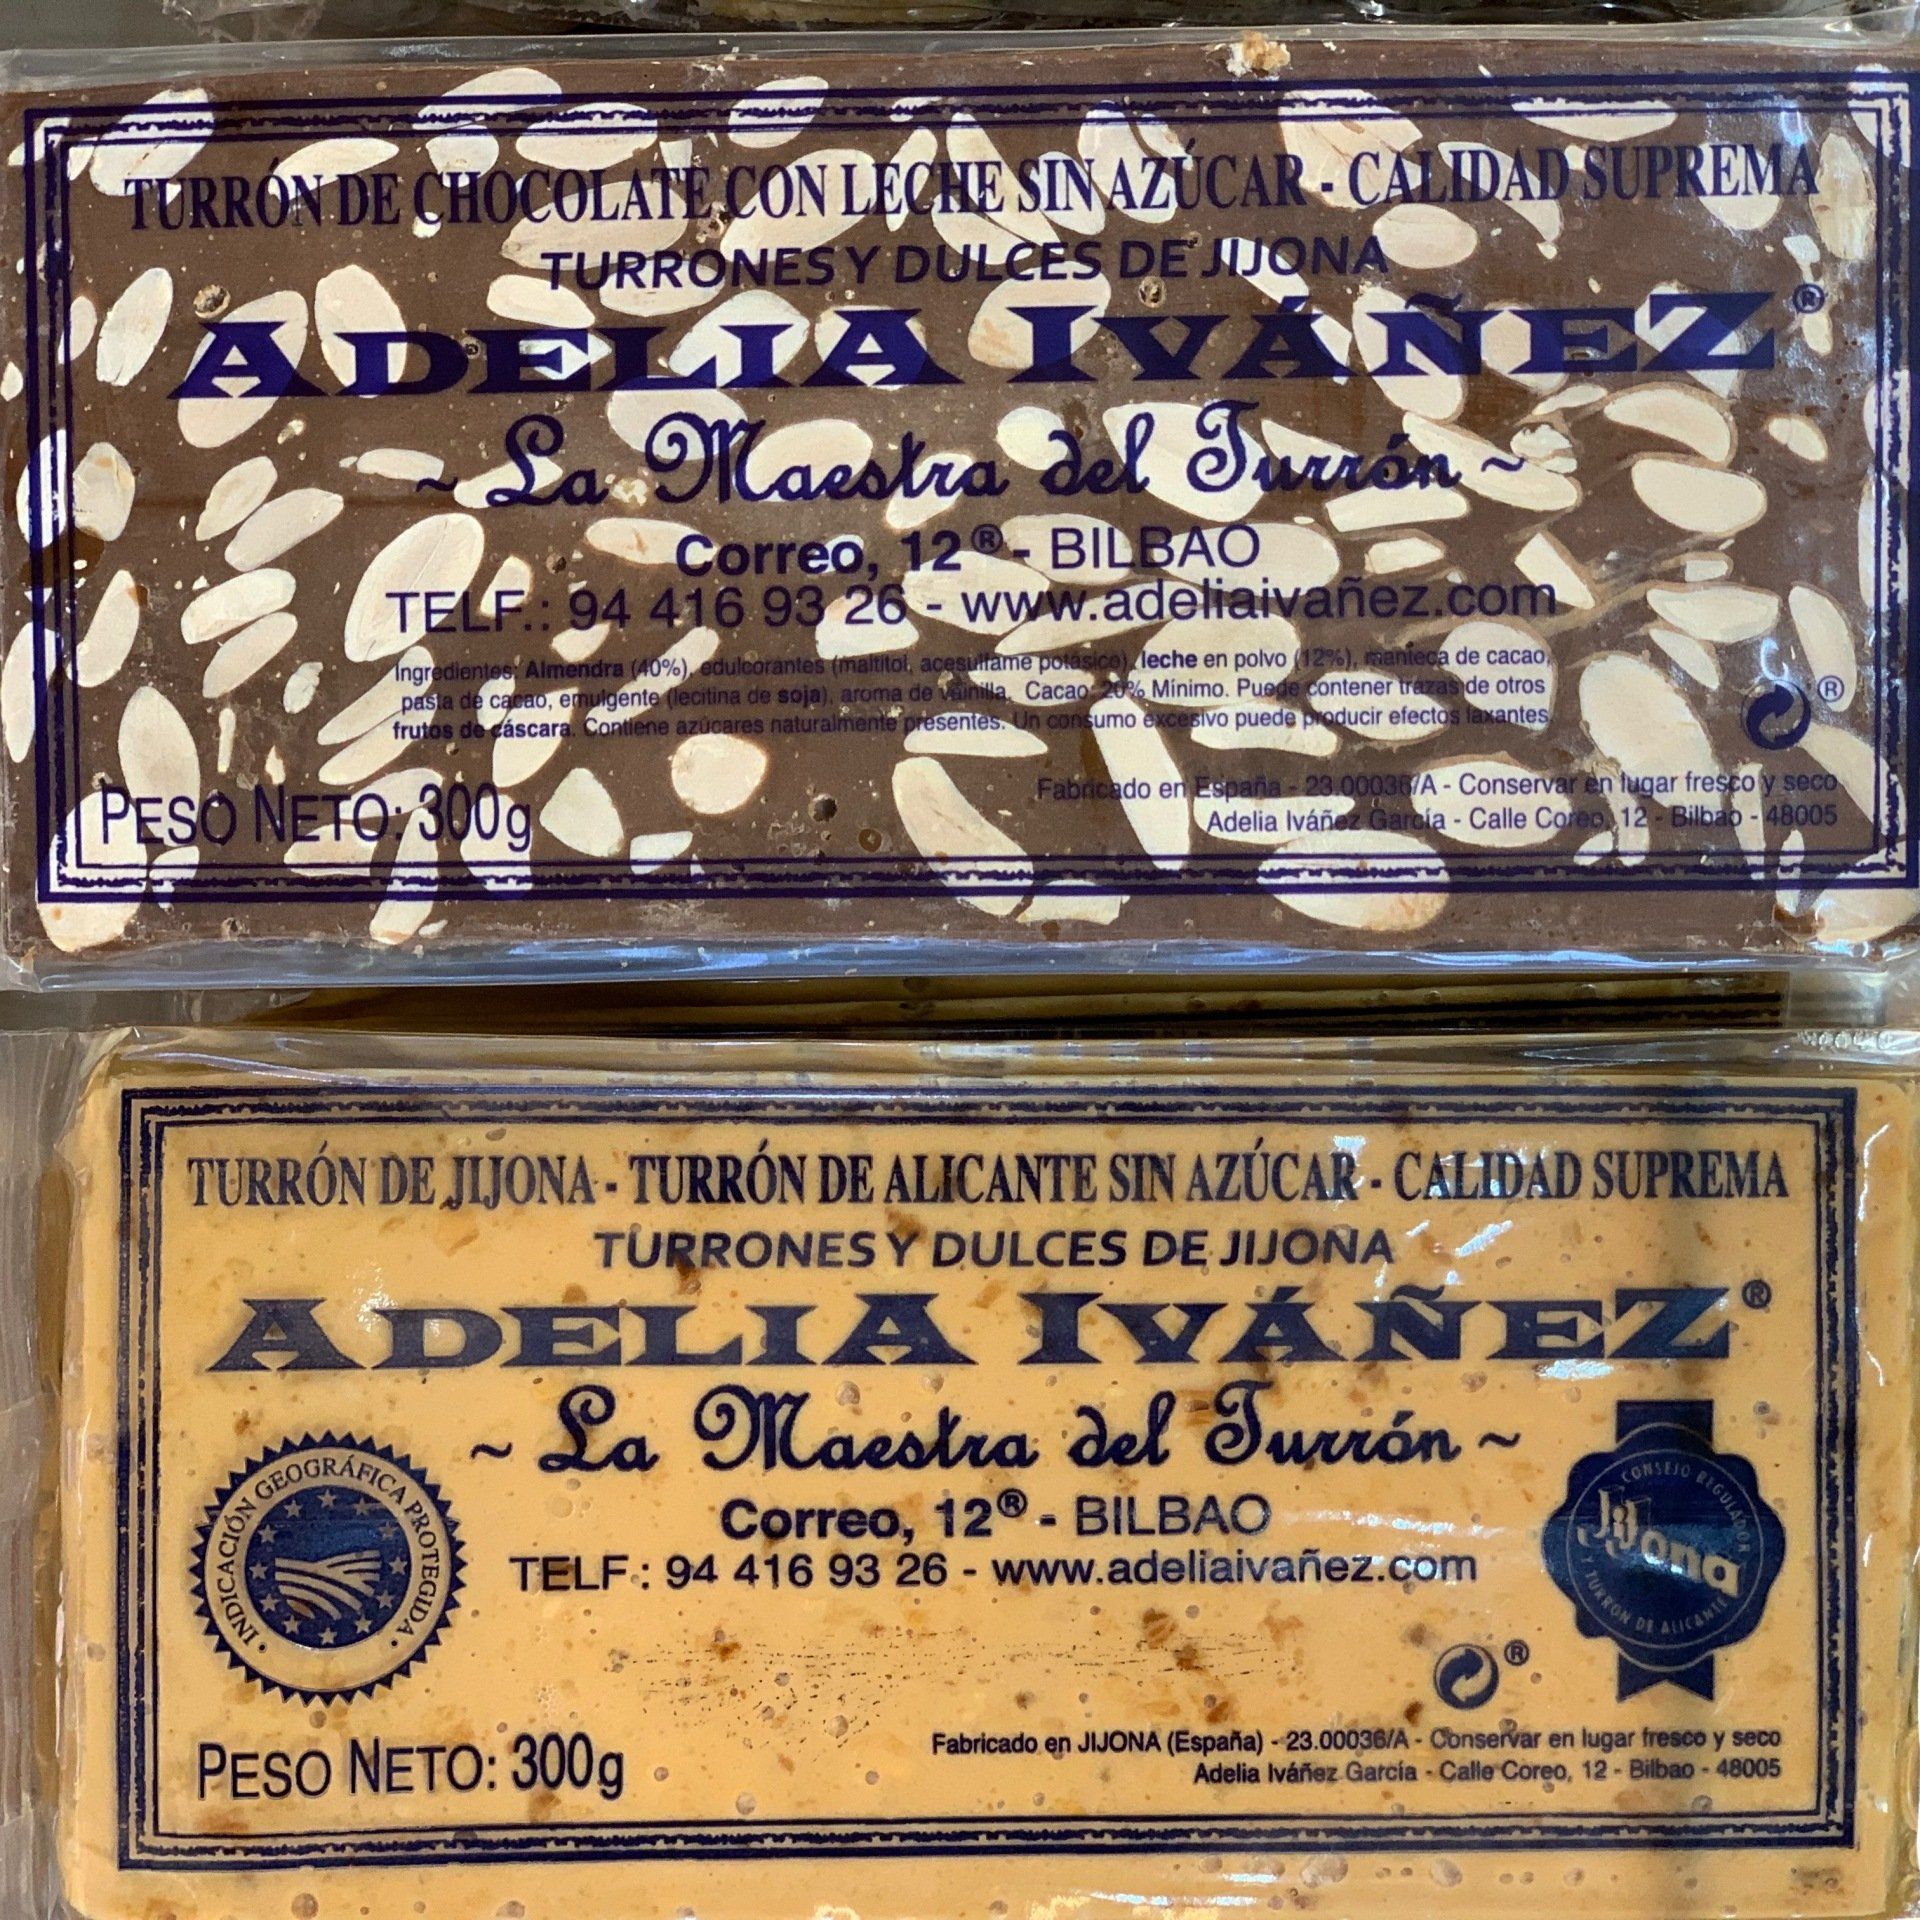 TURRÓN DE CHOCOLATE CON LECHE SIN AZÚCAR - CALIDAD SUPREMA
TURRONES Y DULCES DE JIJONA
ADELIA IVÁÑEZ®
~ La Maestra del Turrón ~
Correo, 12® - BILBAO
TELF.: 94 416 93 26 - www.adeliaivañez.com
Ingredientes: Almendra (40%), edulcorantes (maltitol, acesulfame potásico), leche en polvo (12%), manteca de cacao,
pasta de cacao, emulgente (lecitina de soja), aroma de vainilla. Cacao: 20% Mínimo. Puede contener trazas de otros
frutos de cáscara. Contiene azúcares naturalmente presentes. Un consumo excesivo puede producir efectos laxantes.
®
PESO NETO: 300g
Fabricado en España - 23.00036/A - Conservar en lugar fresco y seco
Adelia Iváñez García - Calle Coreo, 12 - Bilbao - 48005
TURRÓN DE JIJONA - TURRÓN DE ALICANTE SIN AZÚCAR - CALIDAD SUPREMA
TURRONES Y DULCES DE JIJONA
ADELIA IVÁÑEZ®
~ La Maestra del Turrón ~
Correo, 12® - BILBAO
TELF.: 94 416 93 26 - www.adeliaivañez.com
INDICACIÓN GEOGRÁFICA PROTEGIDA
CONSEJO REGULADOR
Jijona
Y TURRÓN DE ALICANTE
®
PESO NETO: 300g
Fabricado en JIJONA (España) - 23.00036/A - Conservar en lugar fresco y seco
Adelia Iváñez García - Calle Coreo, 12 - Bilbao - 48005